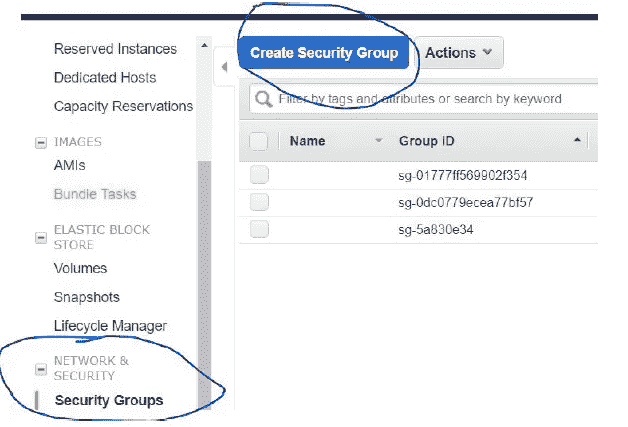 Reserved Instances
Dedicated Hosts
Capacity Reservations
IMAGES
AMIs
Bundle Tasks
ELASTIC BLOCK
STORE
Volumes
Snapshots
Lifecycle Manager
NETWORK &
SECURITY
Security Groups
Create Security Group Actions
Filter by tags and attributes or search by keyword
Name Group ID
sg-01777ff569902f354
sg-0dc0779ecea77bf57
sg-5a830e34